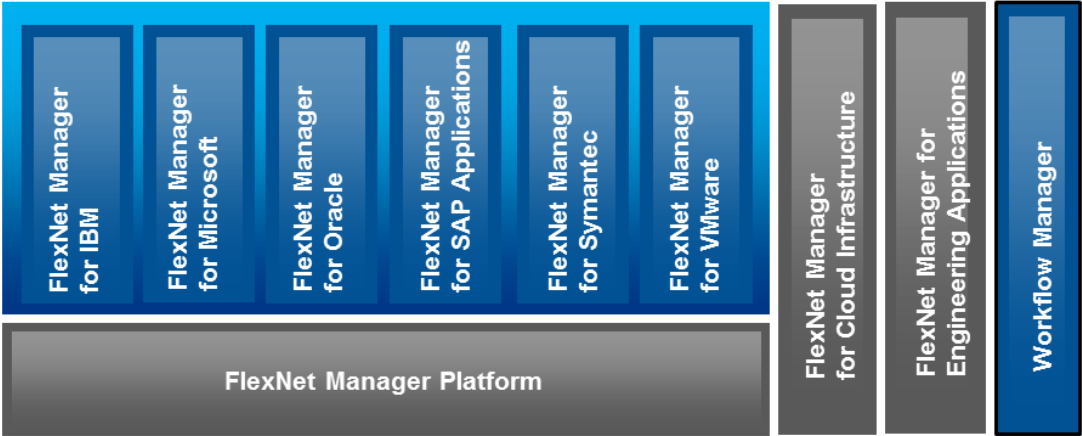 FlexNet Manager
for IBM
FlexNet Manager
for Microsoft
FlexNet Manager
for Oracle
FlexNet Manager
for SAP Applications
FlexNet Manager
for Symantec
FlexNet Manager
for VMware
FlexNet Manager
for Cloud Infrastructure
FlexNet Manager for
Engineering Applications
Workflow Manager
FlexNet Manager Platform